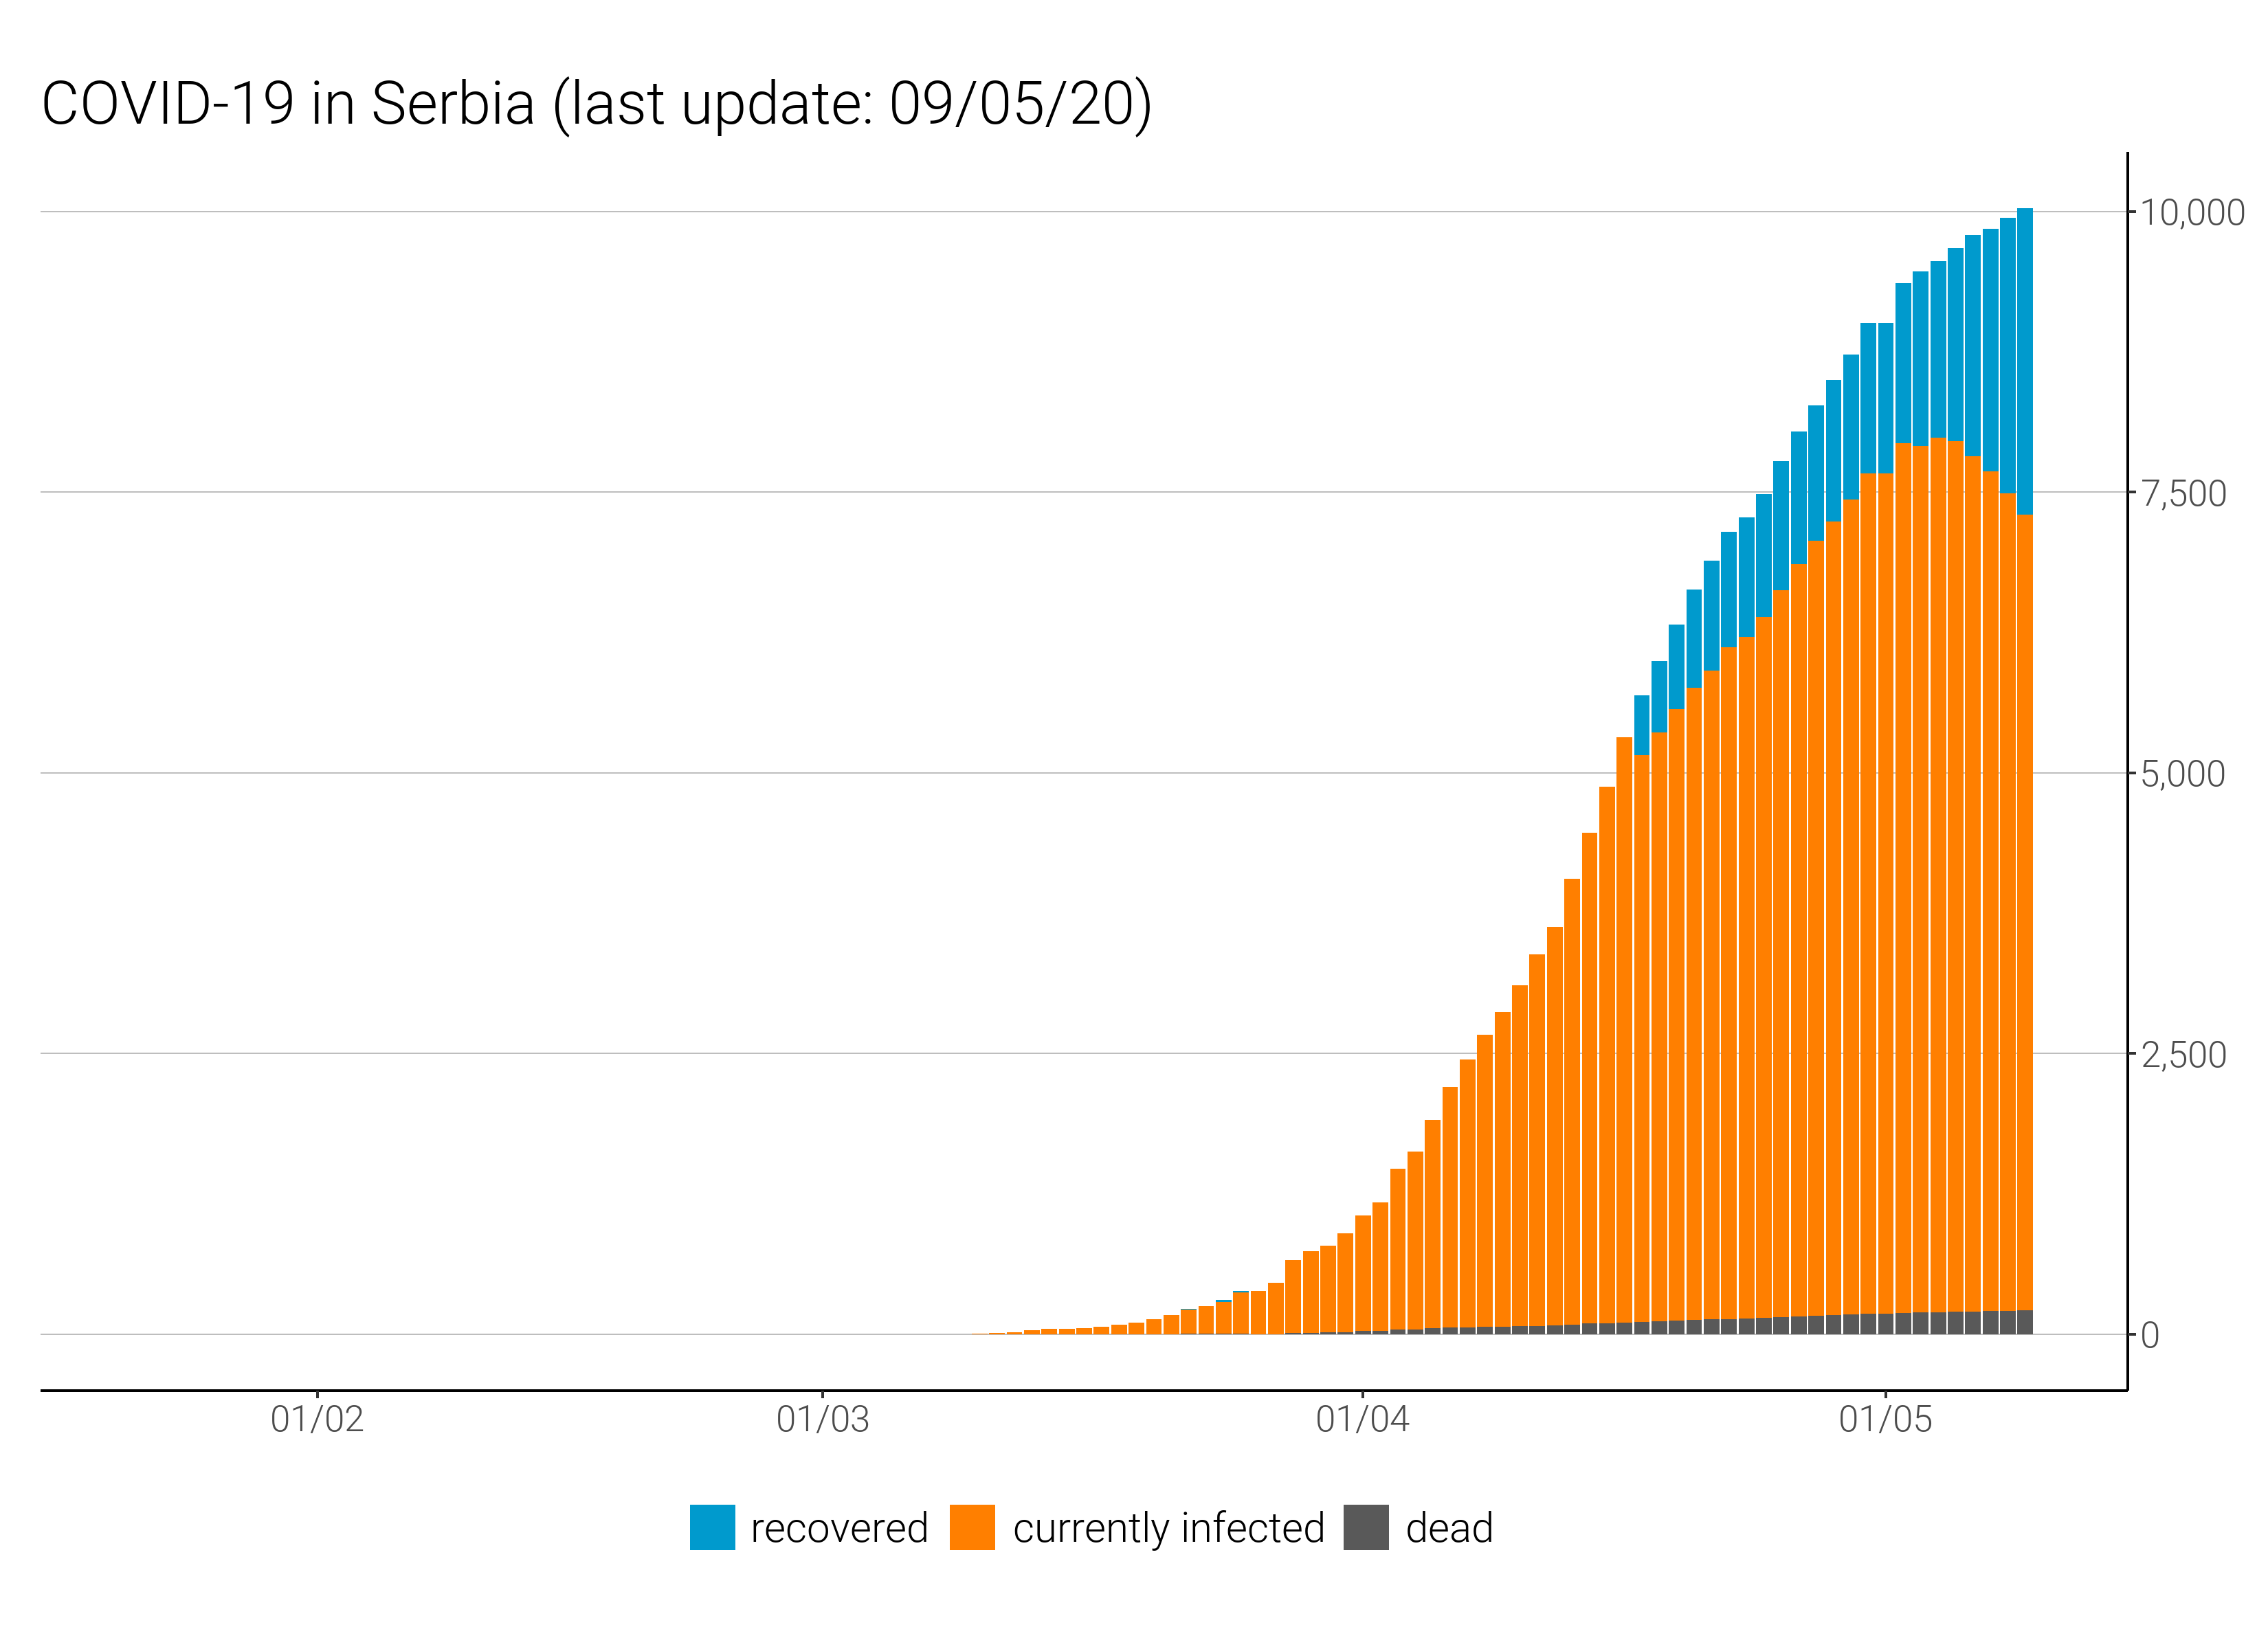 COVID-19 in Serbia (last update: 09/05/20)
10,000
7,500
5,000
2,500
0
01/02 01/03 01/04 01/05
recovered currently infected dead